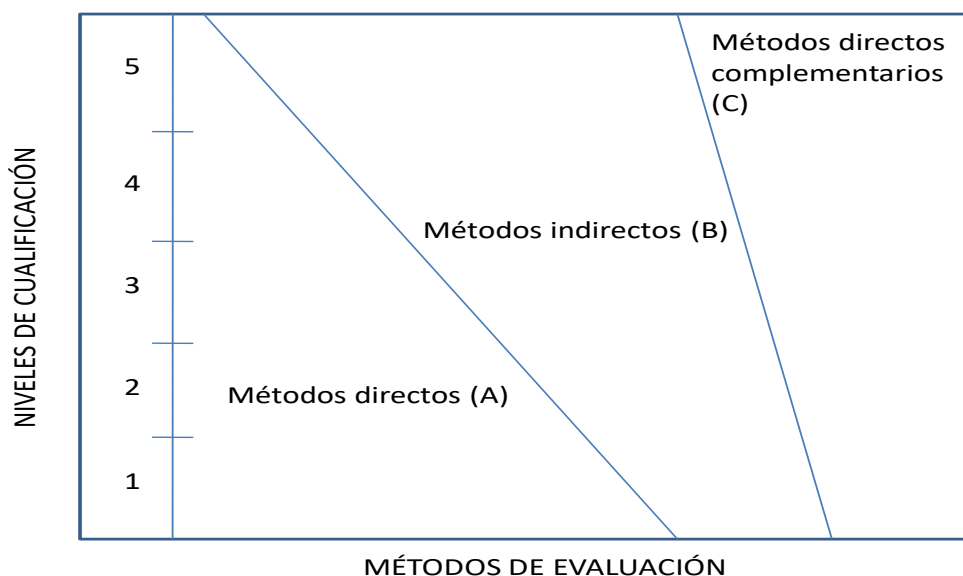 NIVELES DE CUALIFICACIÓN
5
4
3
2
1
Métodos directos
complementarios
(C)
Métodos indirectos (B)
Métodos directos (A)
MÉTODOS DE EVALUACIÓN